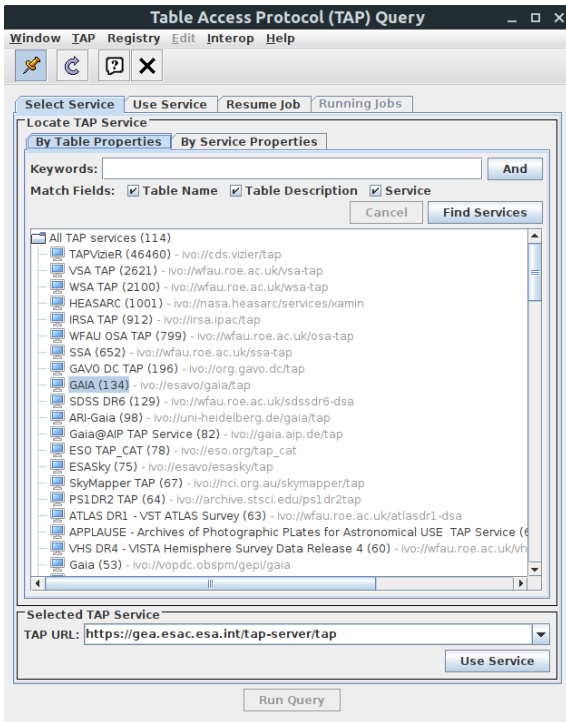 Table Access Protocol (TAP) Query
Window TAP Registry Edit Interop Help
Select Service Use Service Resume Job Running Jobs
Locate TAP Service
By Table Properties By Service Properties
Keywords: And
Match Fields: Table Name Table Description Service
Cancel Find Services
All TAP services (114)
TAPVizieR (46460) - ivo://cds.vizier/tap
VSA TAP (2621) - ivo://wfau.roe.ac.uk/vsa-tap
WSA TAP (2100) - ivo://wfau.roe.ac.uk/wsa-tap
HEASARC (1001) - ivo://nasa.heasarc/services/xamin
IRSA TAP (912) - ivo://irsa.ipac/tap
WFAU OSA TAP (799) - ivo://wfau.roe.ac.uk/osa-tap
SSA (652) - ivo://wfau.roe.ac.uk/ssa-tap
GAVO DC TAP (196) - ivo://org.gavo.dc/tap
GAIA (134) - ivo://esavo/gaia/tap
SDSS DR6 (129) - ivo://wfau.roe.ac.uk/sdssdr6-dsa
ARI-Gaia (98) - ivo://uni-heidelberg.de/gaia/tap
Gaia@AIP TAP Service (82) - ivo://gaia.aip.de/tap
ESO TAP_CAT (78) - ivo://eso.org/tap_cat
ESASky (75) - ivo://esavo/esasky/tap
SkyMapper TAP (67) - ivo://nci.org.au/skymapper/tap
PS1DR2 TAP (64) - ivo://archive.stsci.edu/ps1dr2tap
ATLAS DR1 - VST ATLAS Survey (63) - ivo://wfau.roe.ac.uk/atlasdr1-dsa
APPLAUSE - Archives of Photographic PLates for Astronomical USE TAP Service (6
VHS DR4 - VISTA Hemisphere Survey Data Release 4 (60) - ivo://wfau.roe.ac.uk/vh
Gaia (53) - ivo://vopdc.obspm/gepi/gaia
Selected TAP Service
TAP URL: https://gea.esac.esa.int/tap-server/tap
Use Service
Run Query